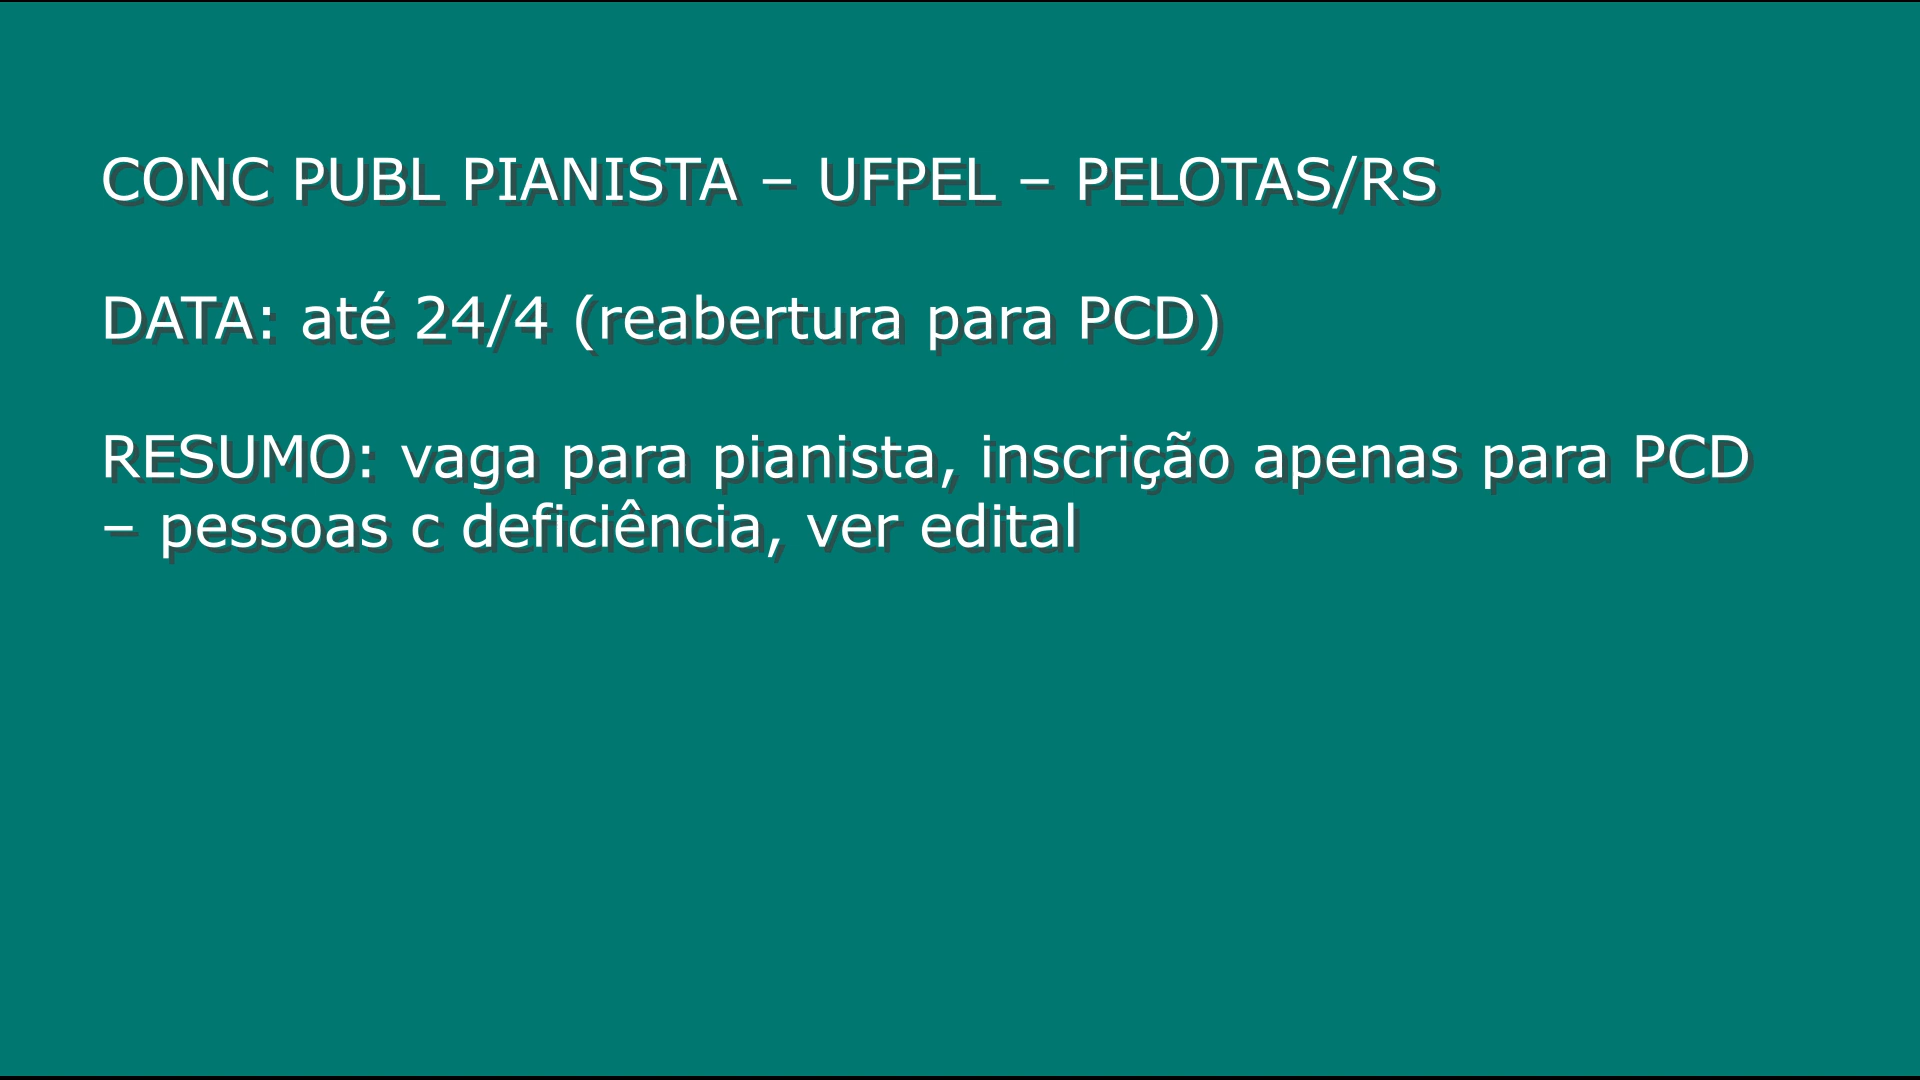 CONC PUBL PIANISTA – UFPEL – PELOTAS/RS
DATA: até 24/4 (reabertura para PCD)
RESUMO: vaga para pianista, inscrição apenas para PCD
– pessoas c deficiência, ver edital